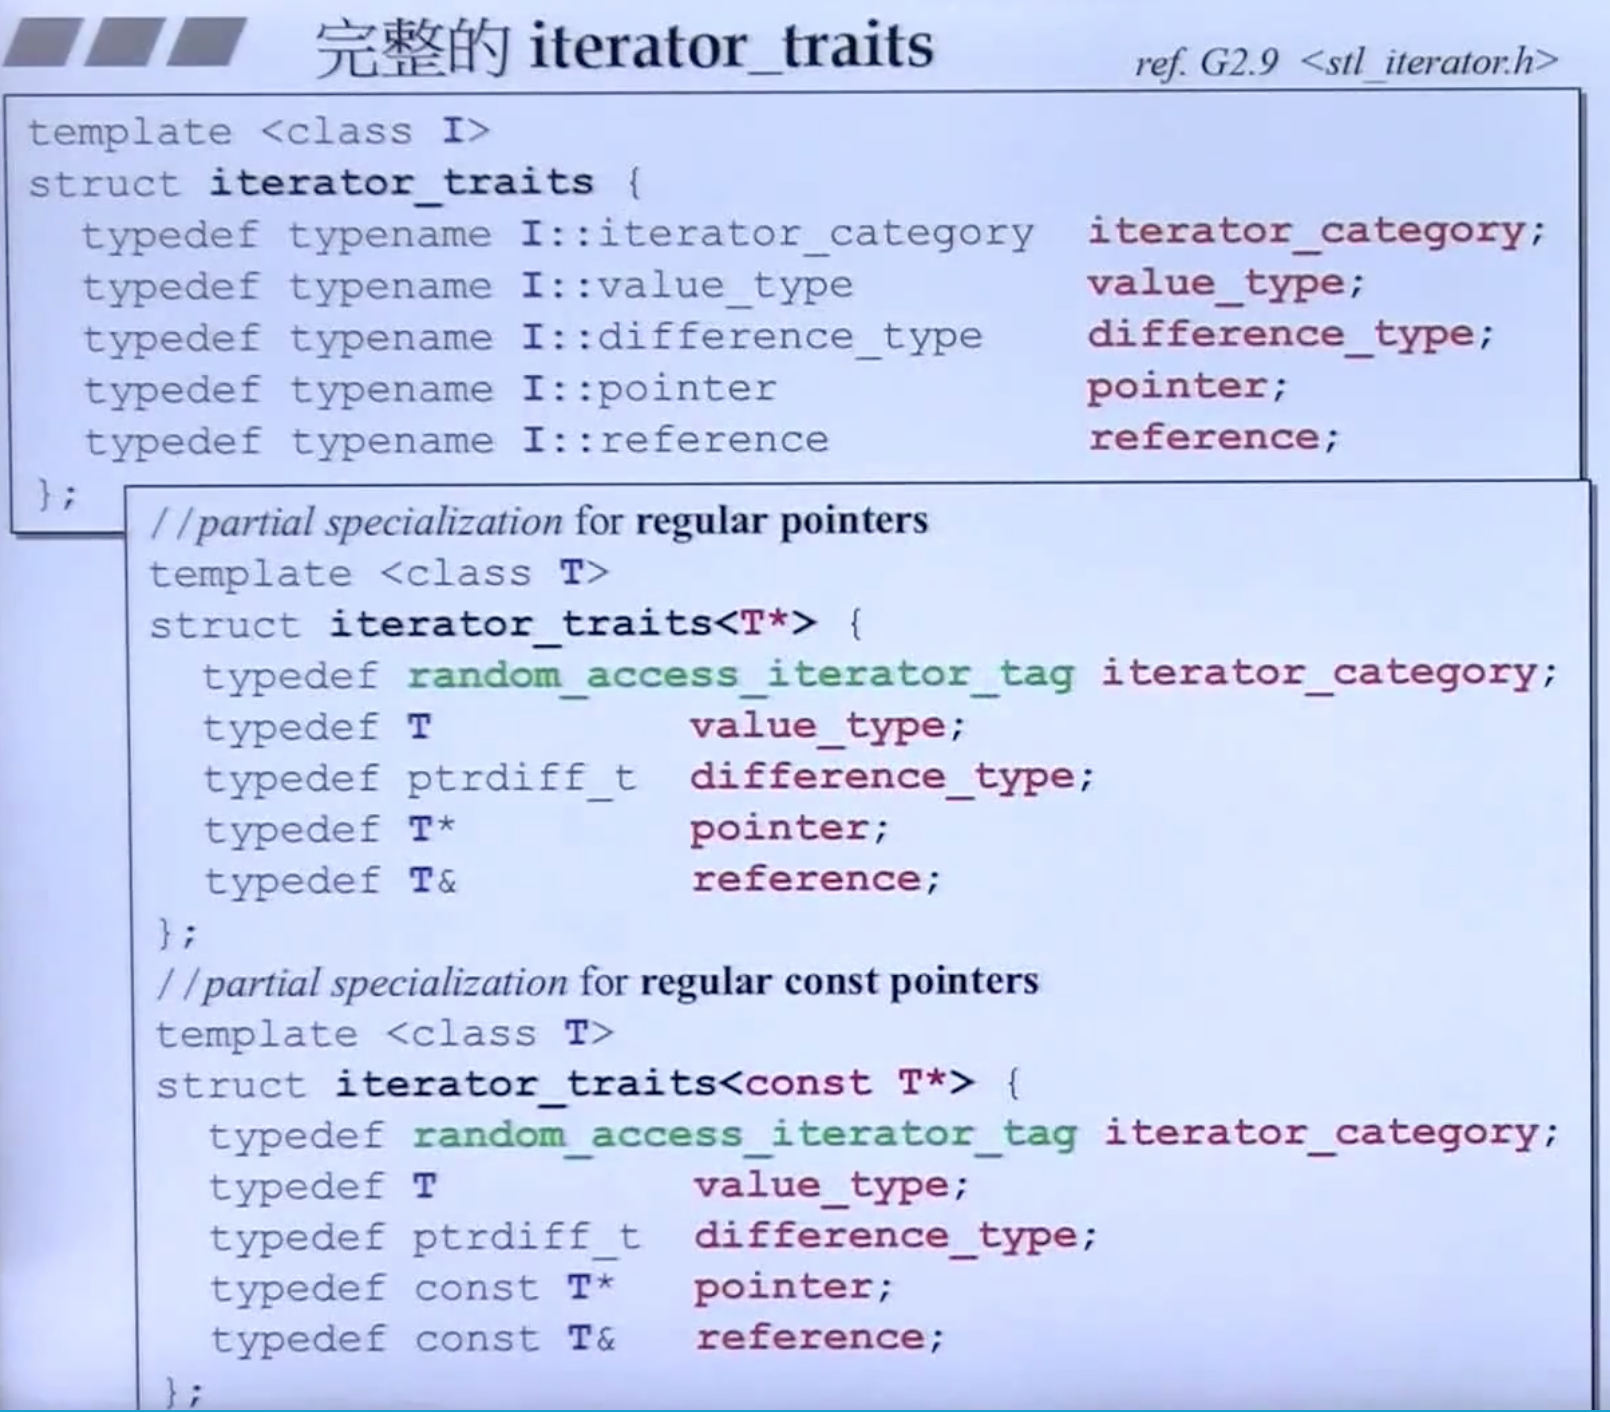 完整的 iterator_traits
ref. G2.9 <stl_iterator.h>
template <class I>
struct iterator_traits {
typedef typename I::iterator_category iterator_category;
typedef typename I::value_type value_type;
typedef typename I::difference_type difference_type;
typedef typename I::pointer pointer;
typedef typename I::reference reference;
};
//partial specialization for regular pointers
template <class T>
struct iterator_traits<T*> {
typedef random_access_iterator_tag iterator_category;
typedef T value_type;
typedef ptrdiff_t difference_type;
typedef T* pointer;
typedef T& reference;
};
//partial specialization for regular const pointers
template <class T>
struct iterator_traits<const T*> {
typedef random_access_iterator_tag iterator_category;
typedef T value_type;
typedef ptrdiff_t difference_type;
typedef const T* pointer;
typedef const T& reference;
};